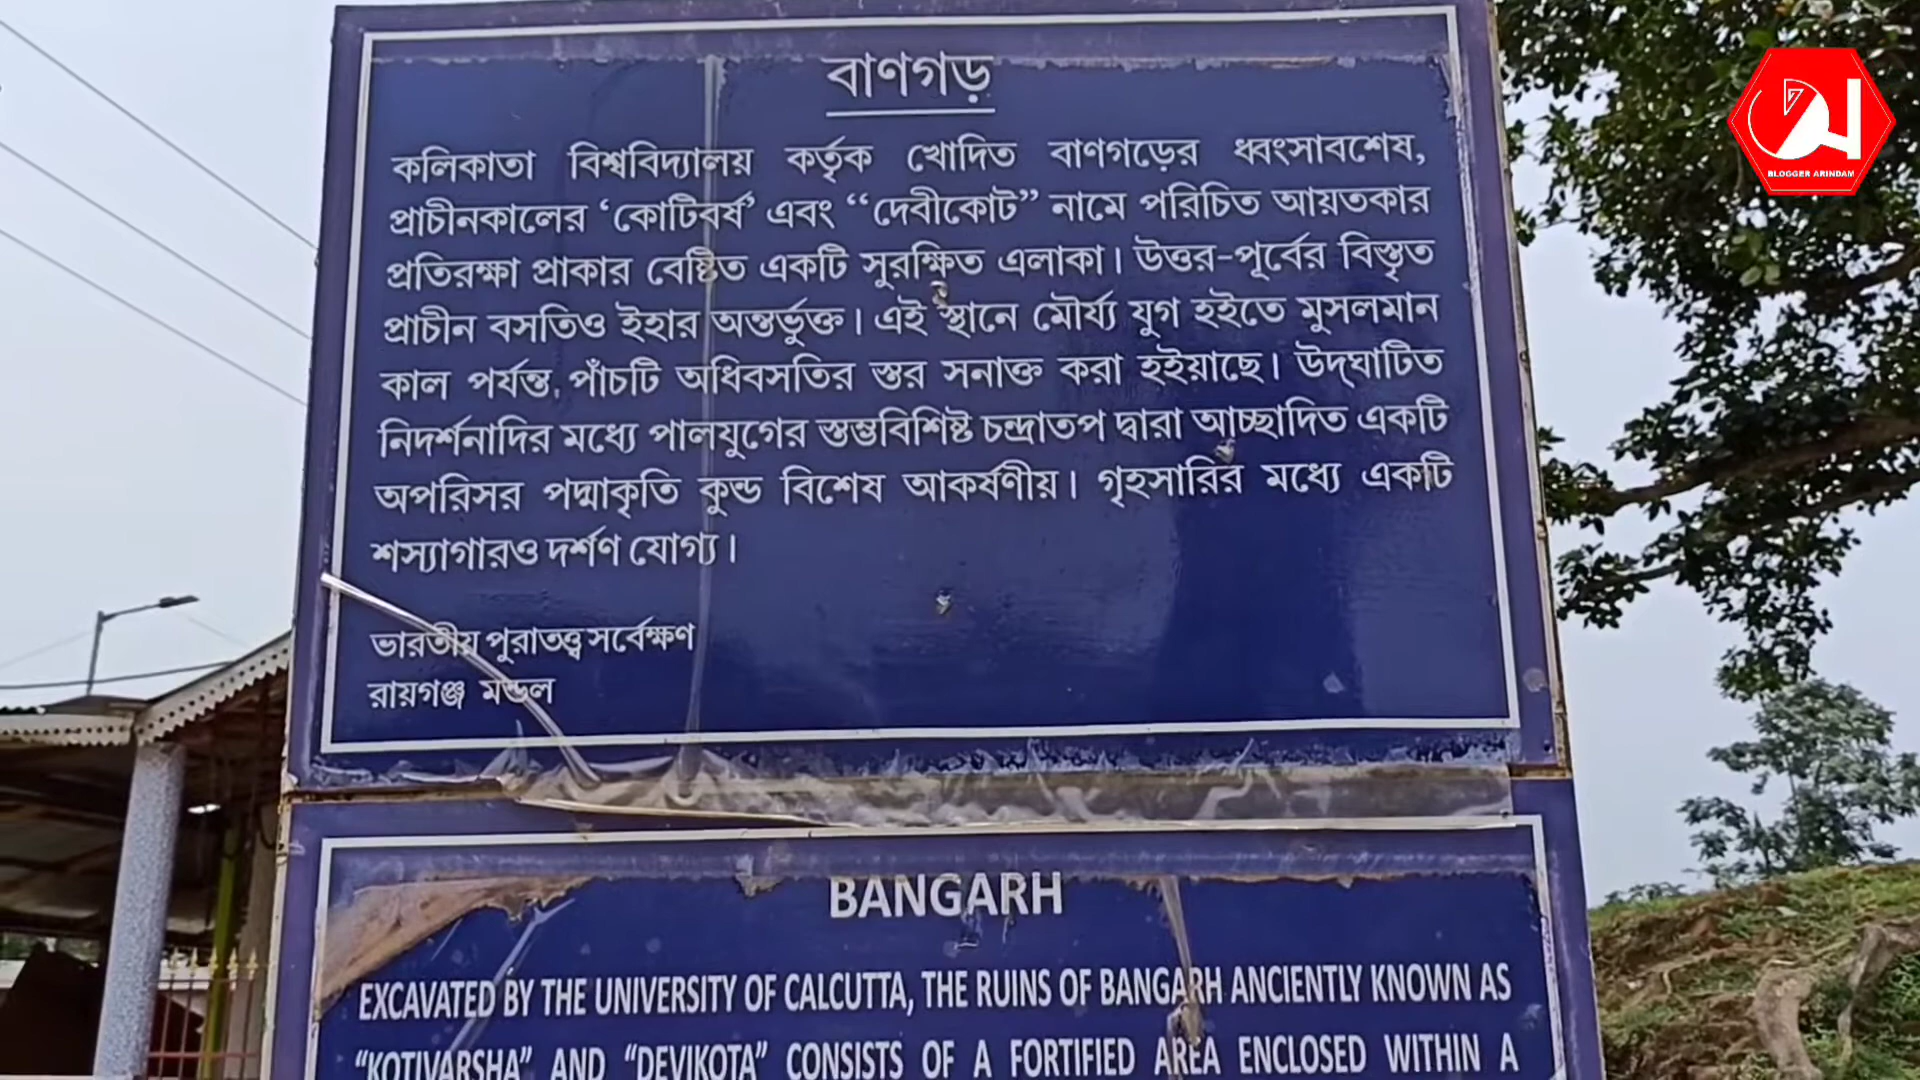 বাণগড়
কলিকাতা বিশ্ববিদ্যালয় কর্তৃক খোদিত বাণগড়ের ধ্বংসাবশেষ,
প্রাচীনকালের ‘কোটিবর্ষ’ এবং “দেবীকোট” নামে পরিচিত আয়তকার
প্রতিরক্ষা প্রাকার বেষ্টিত একটি সুরক্ষিত এলাকা। উত্তর-পূর্বের বিস্তৃত
প্রাচীন বসতিও ইহার অন্তর্ভুক্ত। এই স্থানে মৌর্য্য যুগ হইতে মুসলমান
কাল পর্যন্ত, পাঁচটি অধিবসতির স্তর সনাক্ত করা হইয়াছে। উদ্‌ঘাটিত
নিদর্শনাদির মধ্যে পালযুগের স্তম্ভবিশিষ্ট চন্দ্রাতপ দ্বারা আচ্ছাদিত একটি
অপরিসর পদ্মাকৃতি কুন্ড বিশেষ আকর্ষণীয়। গৃহসারির মধ্যে একটি
শস্যাগারও দর্শণ যোগ্য।
ভারতীয় পুরাতত্ত্ব সর্বেক্ষণ
রায়গঞ্জ মন্ডল
BANGARH
EXCAVATED BY THE UNIVERSITY OF CALCUTTA, THE RUINS OF BANGARH ANCIENTLY KNOWN AS
“KOTIVARSHA” AND “DEVIKOTA” CONSISTS OF A FORTIFIED AREA ENCLOSED WITHIN A
BLOGGER ARINDAM